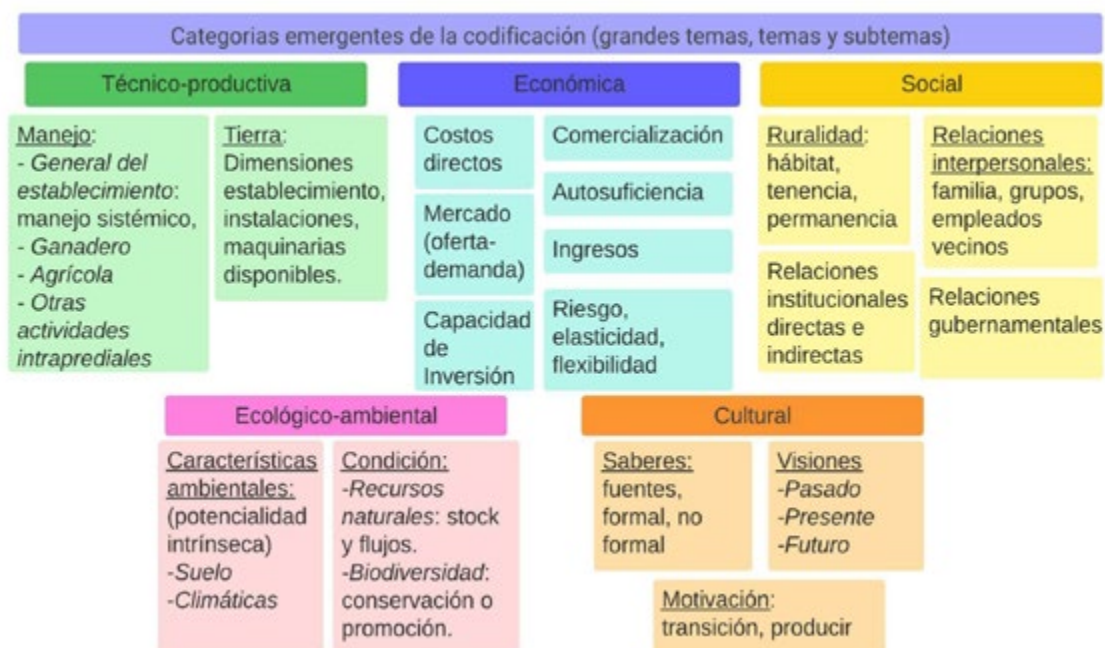 Categorias emergentes de la codificación (grandes temas, temas y subtemas)
Técnico-productiva
Manejo:
- General del
establecimiento:
manejo sistémico,
- Ganadero
- Agrícola
- Otras
actividades
intraprediales
Tierra:
Dimensiones
establecimiento,
instalaciones,
maquinarias
disponibles.
Económica
Costos
directos
Mercado
(oferta-
demanda)
Capacidad
de
Inversión
Comercialización
Autosuficiencia
Ingresos
Riesgo,
elasticidad,
flexibilidad
Social
Ruralidad:
hábitat,
tenencia,
permanencia
Relaciones
institucionales
directas e
indirectas
Relaciones
interpersonales:
familia, grupos,
empleados
vecinos
Relaciones
gubernamentales
Ecológico-ambiental
Características
ambientales:
(potencialidad
intrínseca)
-Suelo
-Climáticas
Condición:
-Recursos
naturales: stock
y flujos.
-Biodiversidad:
conservación o
promoción.
Cultural
Saberes:
fuentes,
formal, no
formal
Visiones
-Pasado
-Presente
-Futuro
Motivación:
transición, producir